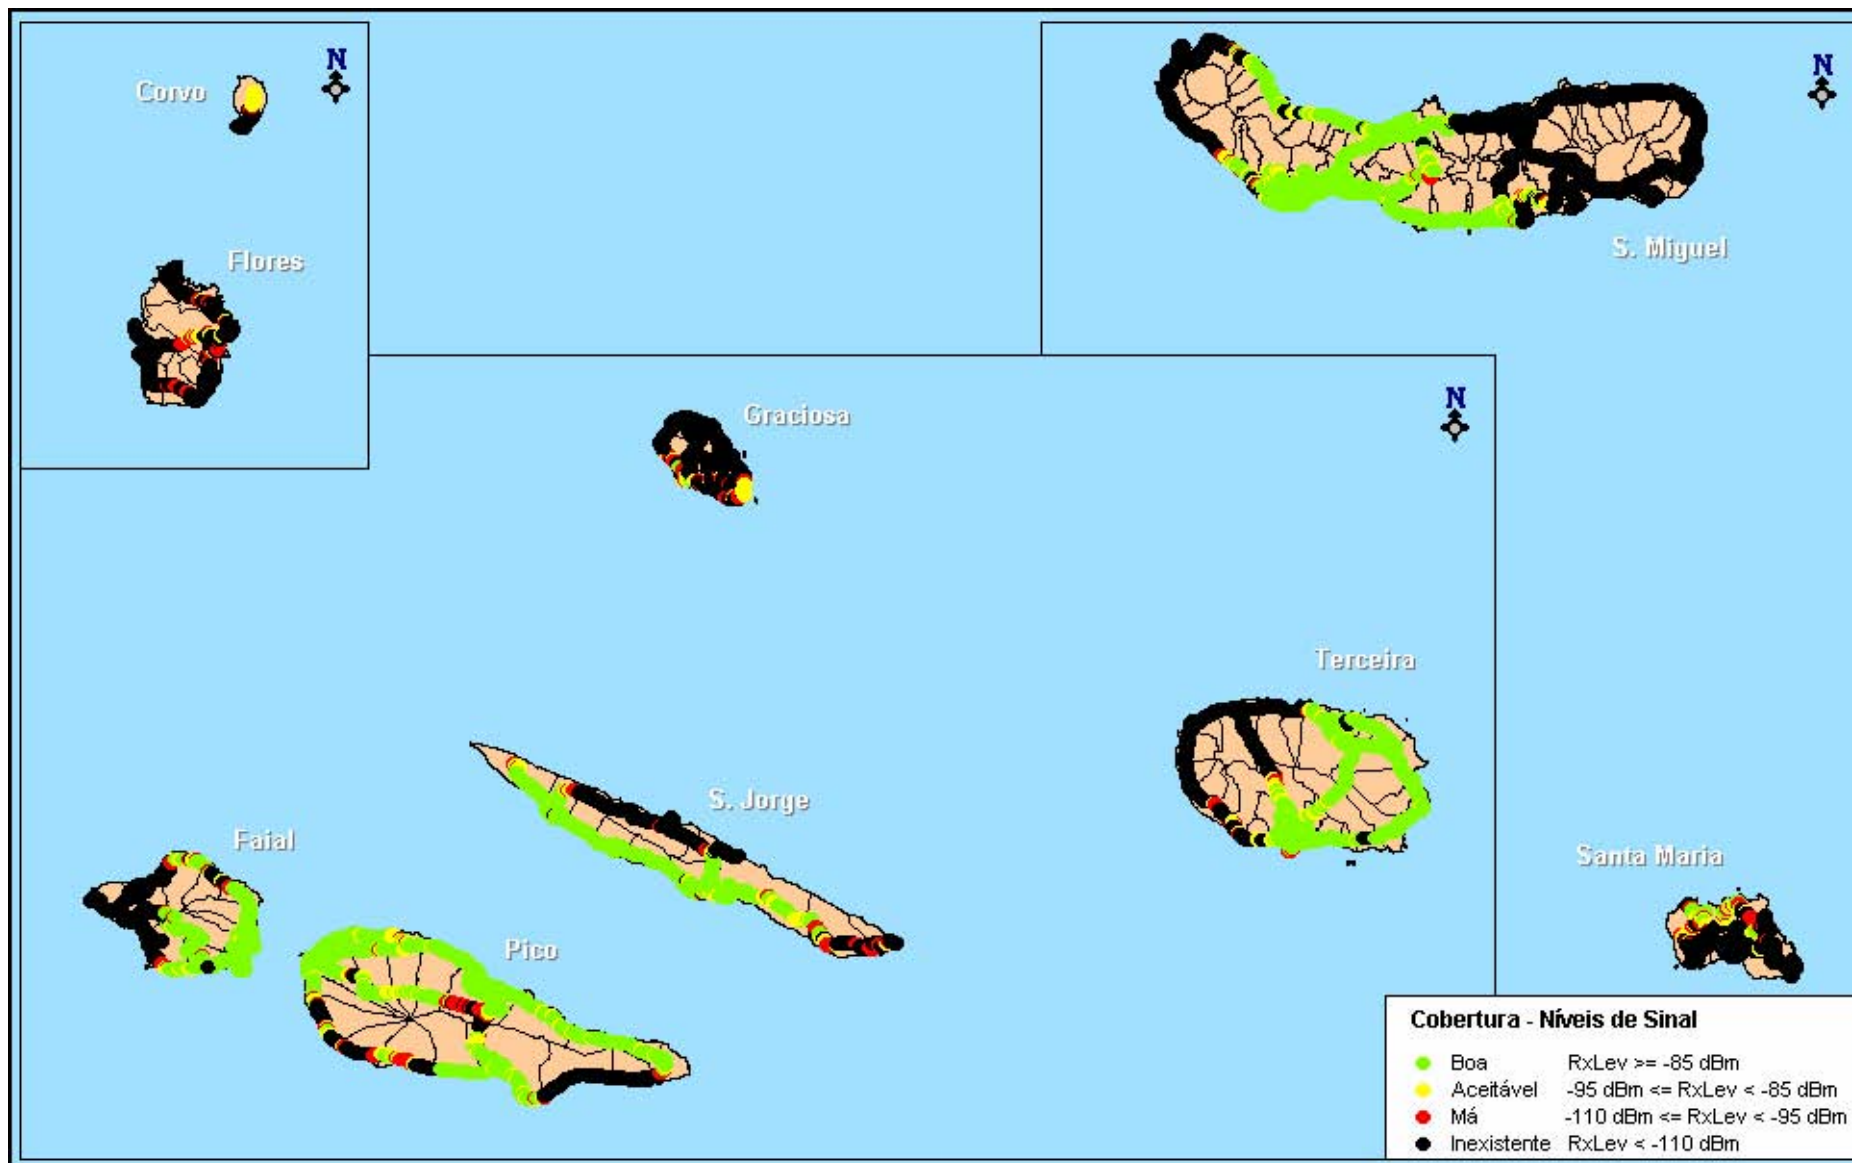 N
N
Corvo
Flores
S. Miguel
N
Graciosa
Terceira
S. Jorge
Faial
Santa Maria
Pico
Cobertura - Níveis de Sinal
Boa RxLev >= -85 dBm
Aceitável -95 dBm <= RxLev < -85 dBm
Má -110 dBm <= RxLev < -95 dBm
Inexistente RxLev < -110 dBm